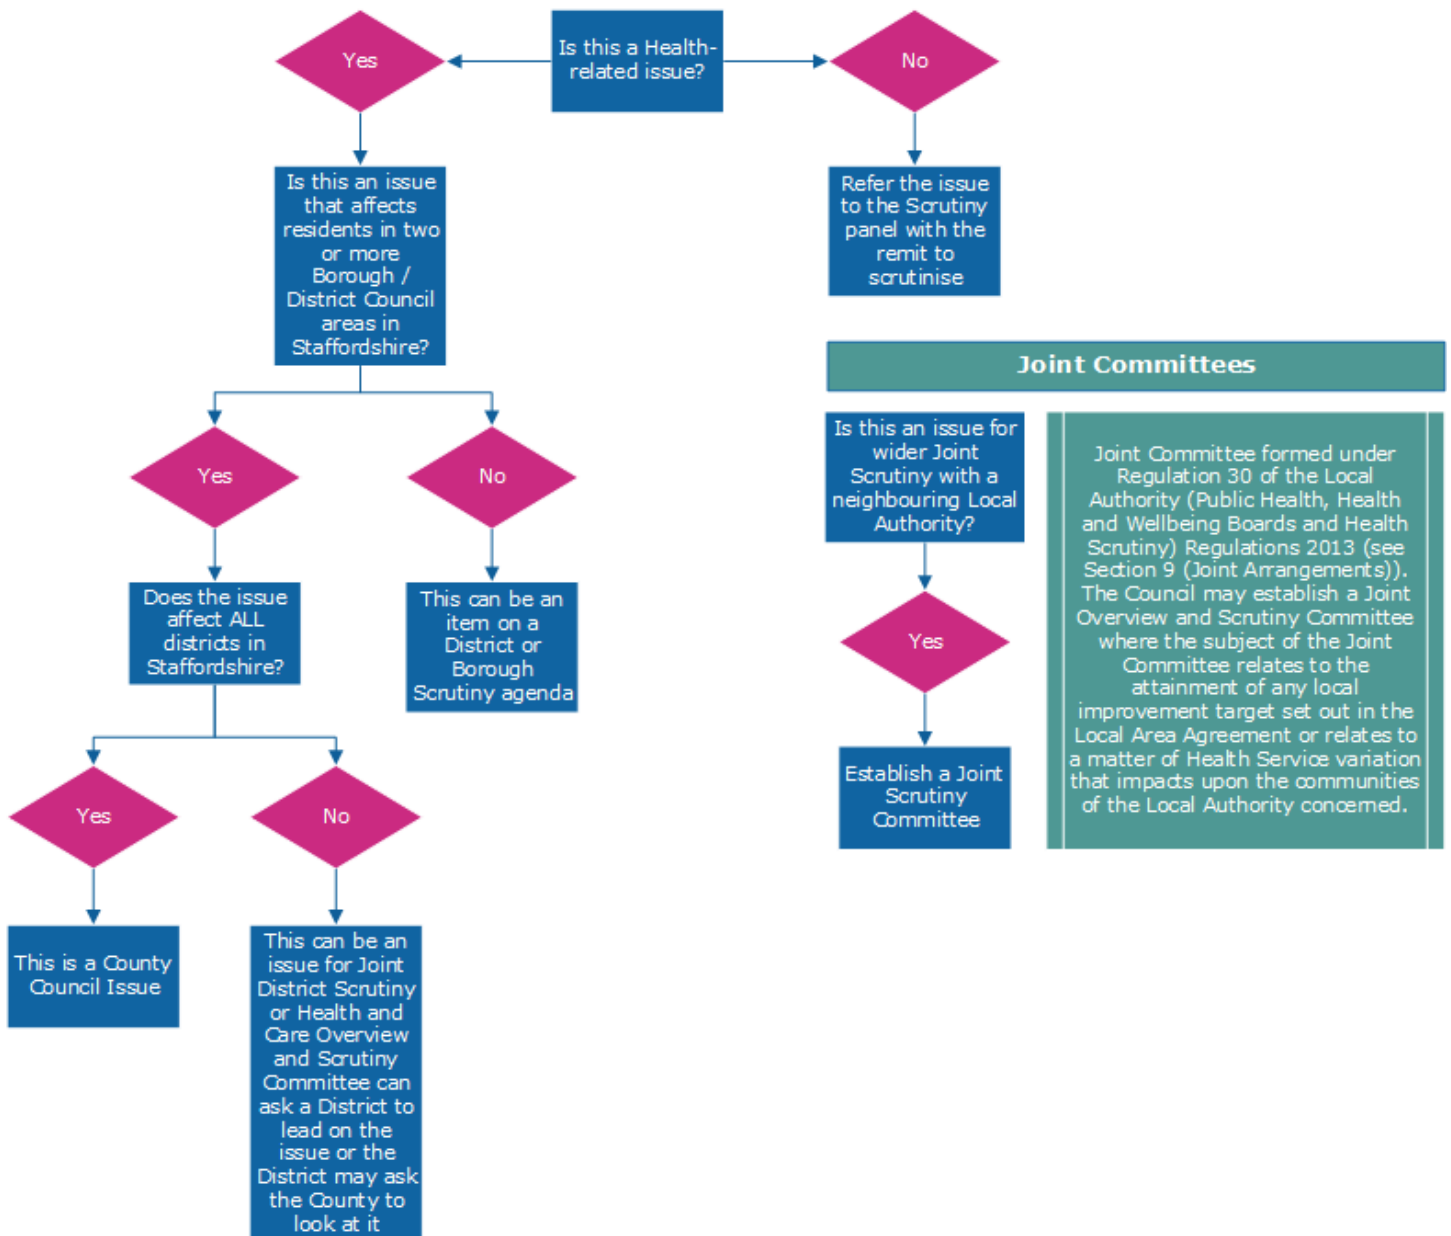 Is this a Health-
related issue?
Yes
No
Is this an issue
that affects
residents in two
or more
Borough /
District Council
areas in
Staffordshire?
Refer the issue
to the Scrutiny
panel with the
remit to
scrutinise
Yes
No
Does the issue
affect ALL
districts in
Staffordshire?
This can be an
item on a
District or
Borough
Scrutiny agenda
Yes
No
This is a County
Council Issue
This can be an
issue for Joint
District Scrutiny
or Health and
Care Overview
and Scrutiny
Committee can
ask a District to
lead on the
issue or the
District may ask
the County to
look at it
Joint Committees
Is this an issue for
wider Joint
Scrutiny with a
neighbouring Local
Authority?
Yes
Establish a Joint
Scrutiny
Committee
Joint Committee formed under
Regulation 30 of the Local
Authority (Public Health, Health
and Wellbeing Boards and Health
Scrutiny) Regulations 2013 (see
Section 9 (Joint Arrangements)).
The Council may establish a Joint
Overview and Scrutiny Committee
where the subject of the Joint
Committee relates to the
attainment of any local
improvement target set out in the
Local Area Agreement or relates to
a matter of Health Service variation
that impacts upon the communities
of the Local Authority concerned.